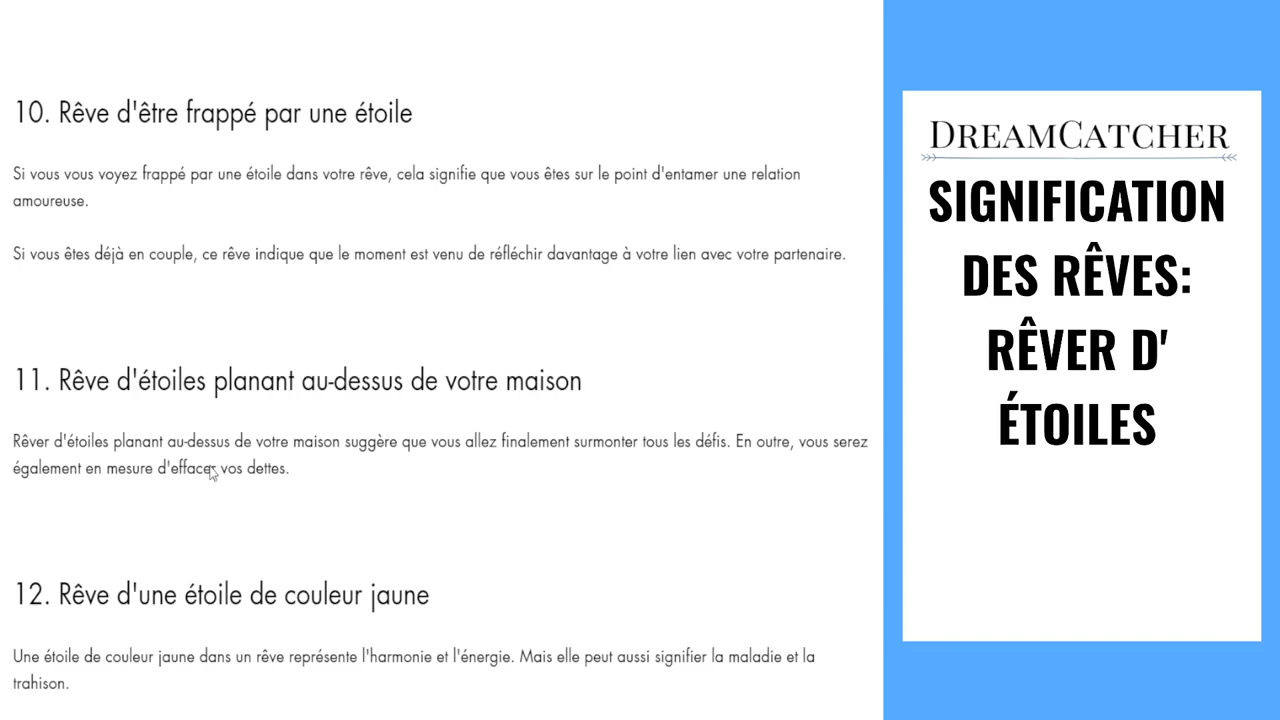 10. Rêve d'être frappé par une étoile
Si vous vous voyez frappé par une étoile dans votre rêve, cela signifie que vous êtes sur le point d'entamer une relation
amoureuse.
Si vous êtes déjà en couple, ce rêve indique que le moment est venu de réfléchir davantage à votre lien avec votre partenaire.
11. Rêve d'étoiles planant au-dessus de votre maison
Rêver d'étoiles planant au-dessus de votre maison suggère que vous allez finalement surmonter tous les défis. En outre, vous serez
également en mesure d'effacer vos dettes.
12. Rêve d'une étoile de couleur jaune
Une étoile de couleur jaune dans un rêve représente l'harmonie et l'énergie. Mais elle peut aussi signifier la maladie et la
trahison.
DREAMCATCHER
SIGNIFICATION
DES RÊVES:
RÊVER D'
ÉTOILES